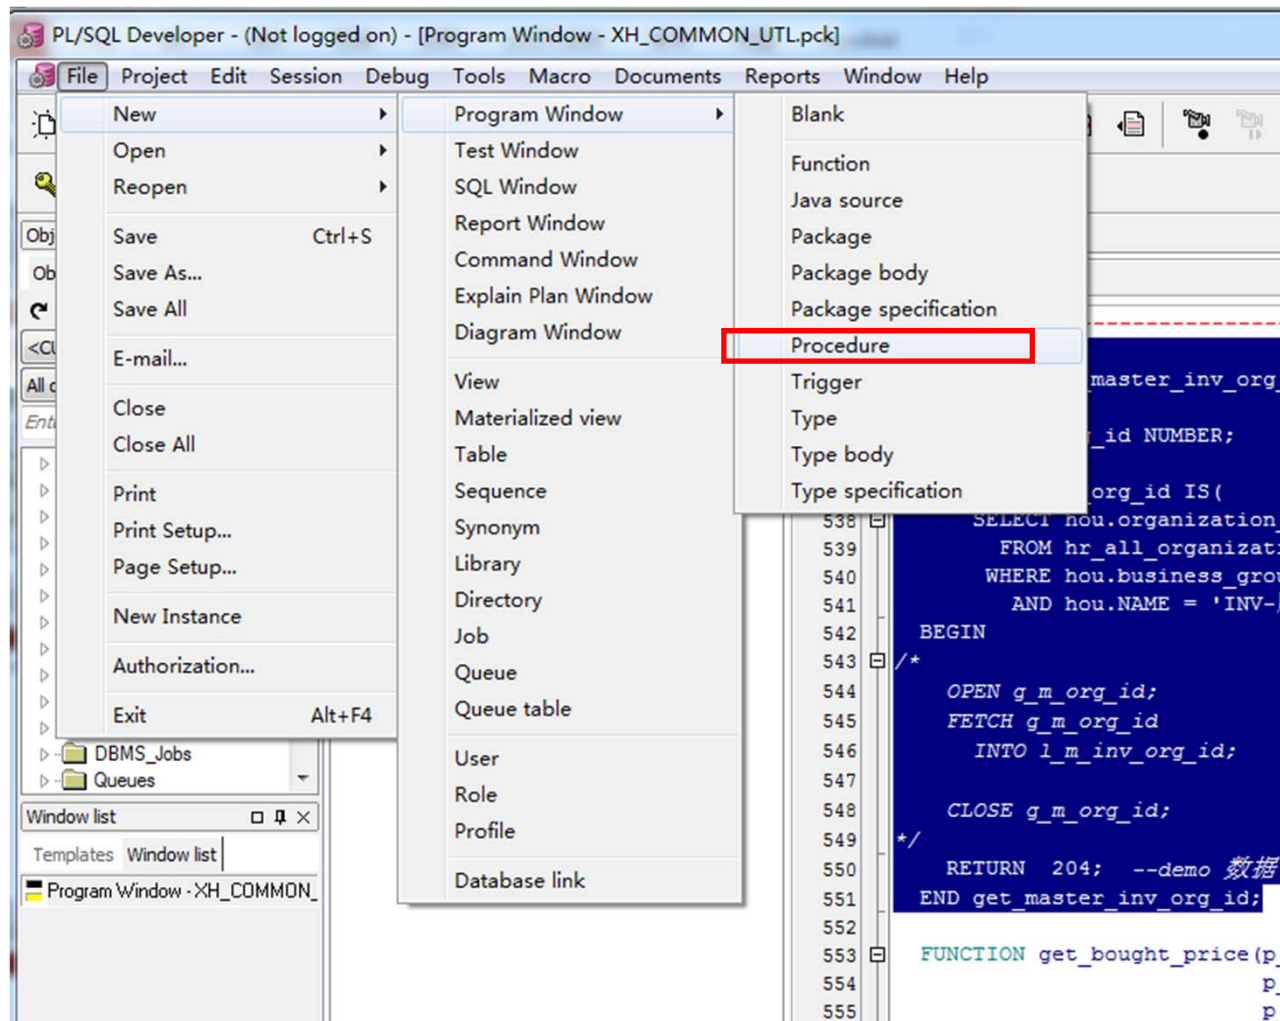 PL/SQL Developer - (Not logged on) - [Program Window - XH_COMMON_UTL.pck]
File Project Edit Session Debug Tools Macro Documents Reports Window Help
New
Open
Reopen
Save Ctrl+S
Save As...
Save All
E-mail...
Close
Close All
Print
Print Setup...
Page Setup...
New Instance
Authorization...
Exit Alt+F4
Program Window
Test Window
SQL Window
Report Window
Command Window
Explain Plan Window
Diagram Window
View
Materialized view
Table
Sequence
Synonym
Library
Directory
Job
Queue
Queue table
User
Role
Profile
Database link
Blank
Function
Java source
Package
Package body
Package specification
Procedure
Trigger
Type
Type body
Type specification
Obj
Ob
<CU
All
Ent
DBMS_Jobs
Queues
Window list
Templates Window list
Program Window - XH_COMMON_
master_inv_org_
_id NUMBER;
org_id IS(
538 SELECT hou.organization_
539 FROM hr_all_organizati
540 WHERE hou.business_grou
541 AND hou.NAME = 'INV-
542 BEGIN
543 /*
544 OPEN g_m_org_id;
545 FETCH g_m_org_id
546 INTO l_m_inv_org_id;
547
548 CLOSE g_m_org_id;
549 */
550 RETURN 204; --demo 数据
551 END get_master_inv_org_id;
552
553 FUNCTION get_bought_price(p_
554 p_
555 p